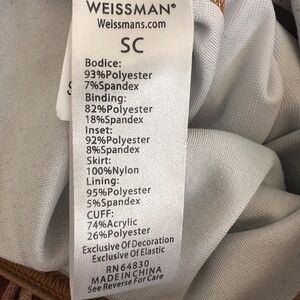 WEISSMAN®
Weissmans.com
SC
Bodice:
93%Polyester
7%Spandex
Binding:
82%Polyester
18%Spandex
Inset:
92%Polyester
8%Spandex
Skirt:
100%Nylon
Lining:
95%Polyester
5%Spandex
CUFF:
74%Acrylic
26%Polyester
Exclusive Of Decoration
Exclusive Of Elastic
RN64830
MADE IN CHINA
See Reverse For Care
S